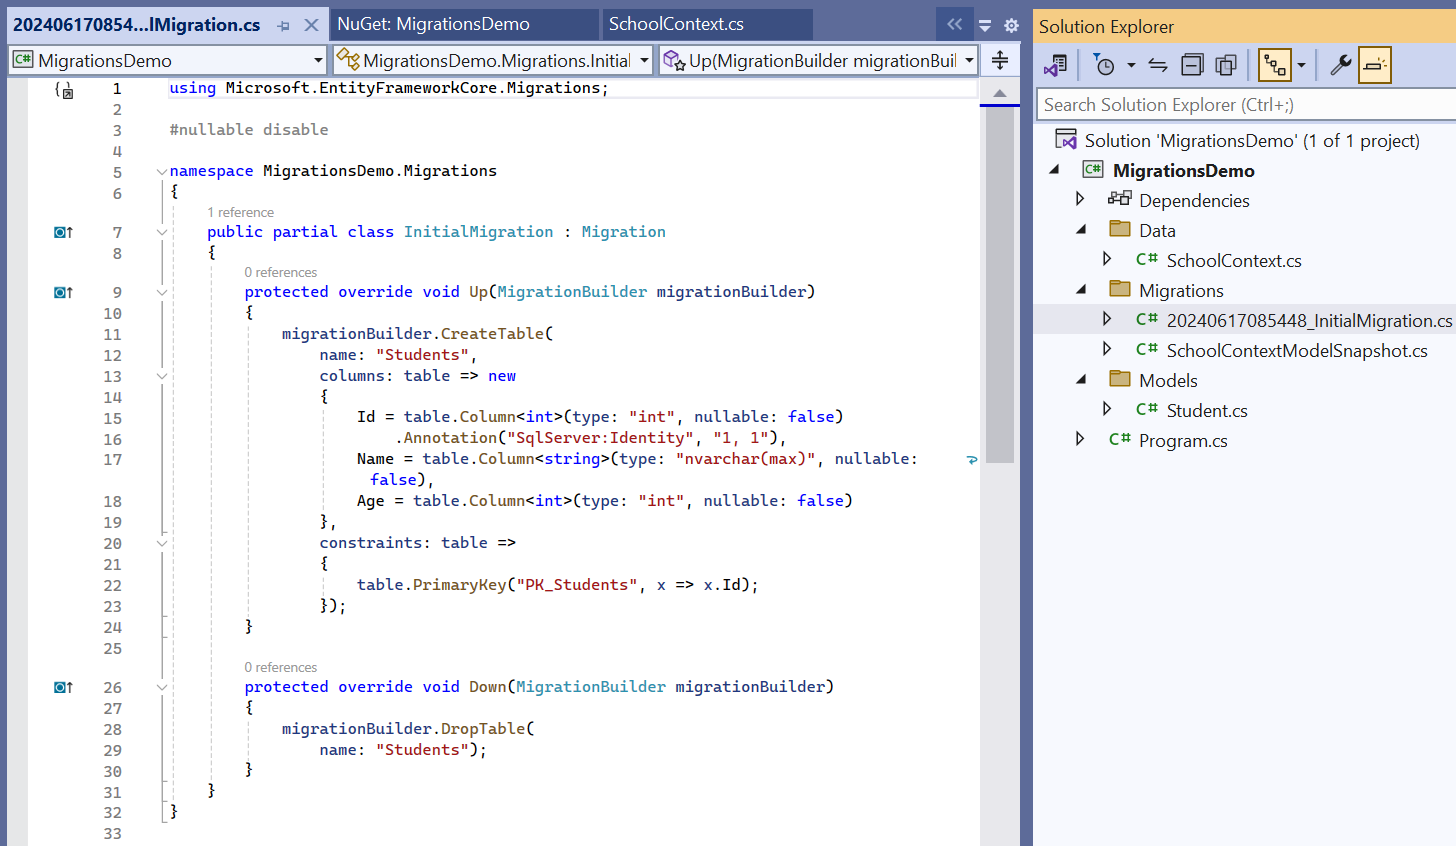 202406170854...lMigration.cs
NuGet: MigrationsDemo
SchoolContext.cs
MigrationsDemo
MigrationsDemo.Migrations.Initial
Up(MigrationBuilder migrationBuil
1 using Microsoft.EntityFrameworkCore.Migrations;
2
3 #nullable disable
4
5 namespace MigrationsDemo.Migrations
6 {
1 reference
7 public partial class InitialMigration : Migration
8 {
0 references
9 protected override void Up(MigrationBuilder migrationBuilder)
10 {
11 migrationBuilder.CreateTable(
12 name: "Students",
13 columns: table => new
14 {
15 Id = table.Column<int>(type: "int", nullable: false)
16 .Annotation("SqlServer:Identity", "1, 1"),
17 Name = table.Column<string>(type: "nvarchar(max)", nullable:
false),
18 Age = table.Column<int>(type: "int", nullable: false)
19 },
20 constraints: table =>
21 {
22 table.PrimaryKey("PK_Students", x => x.Id);
23 });
24 }
25
0 references
26 protected override void Down(MigrationBuilder migrationBuilder)
27 {
28 migrationBuilder.DropTable(
29 name: "Students");
30 }
31 }
32 }
33
Solution Explorer
Search Solution Explorer (Ctrl+;)
Solution 'MigrationsDemo' (1 of 1 project)
C# MigrationsDemo
Dependencies
Data
C# SchoolContext.cs
Migrations
C# 20240617085448_InitialMigration.cs
C# SchoolContextModelSnapshot.cs
Models
C# Student.cs
C# Program.cs